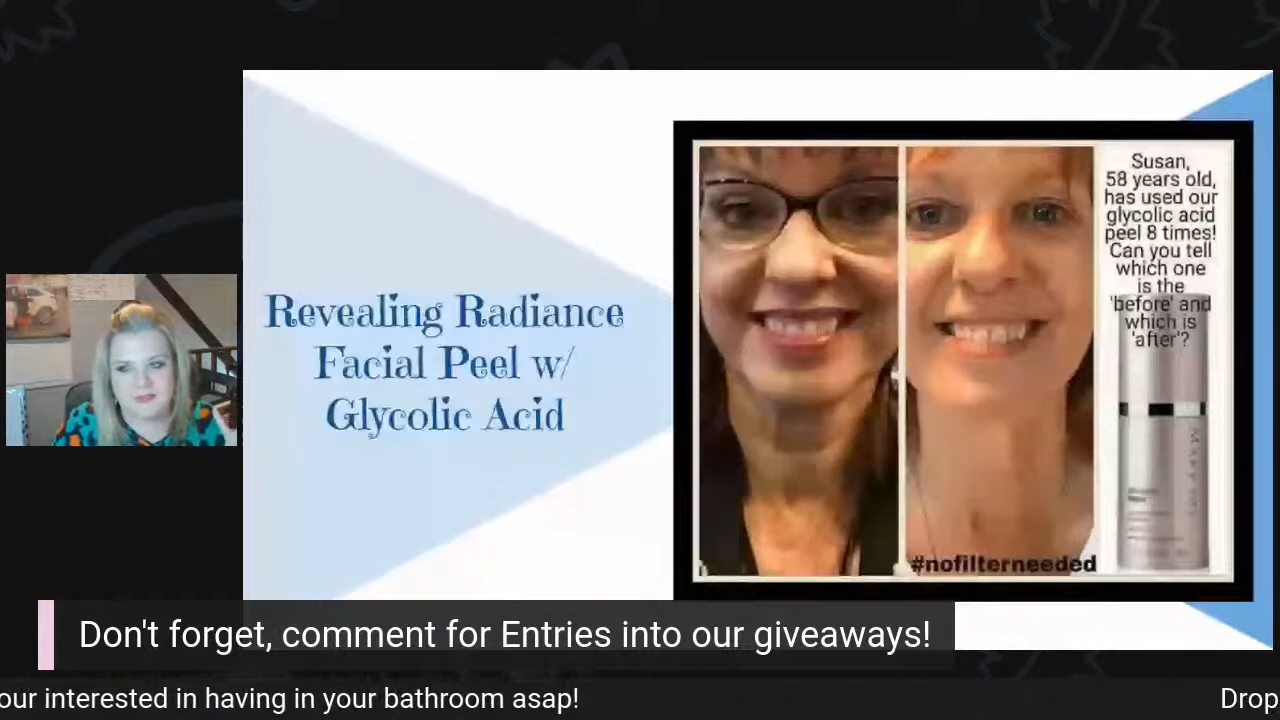 Revealing Radiance
Facial Peel w/
Glycolic Acid
Susan,
58 years old,
has used our
glycolic acid
peel 8 times!
Can you tell
which one
is the
'before' and
which is
'after'?
#nofilterneeded
Don't forget, comment for Entries into our giveaways!
our interested in having in your bathroom asap!
Drop